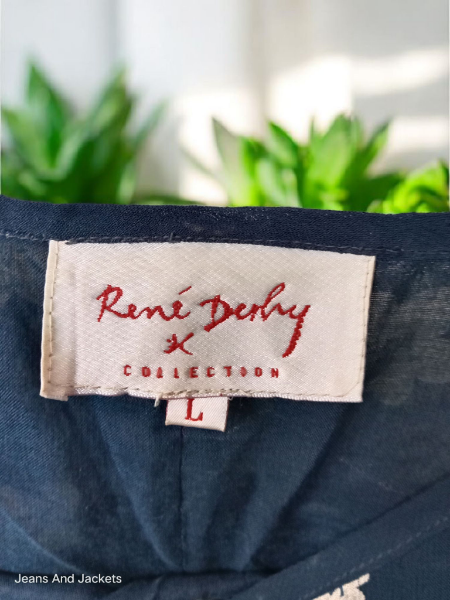 René Derhy
COLLECTION
L
Jeans And Jackets